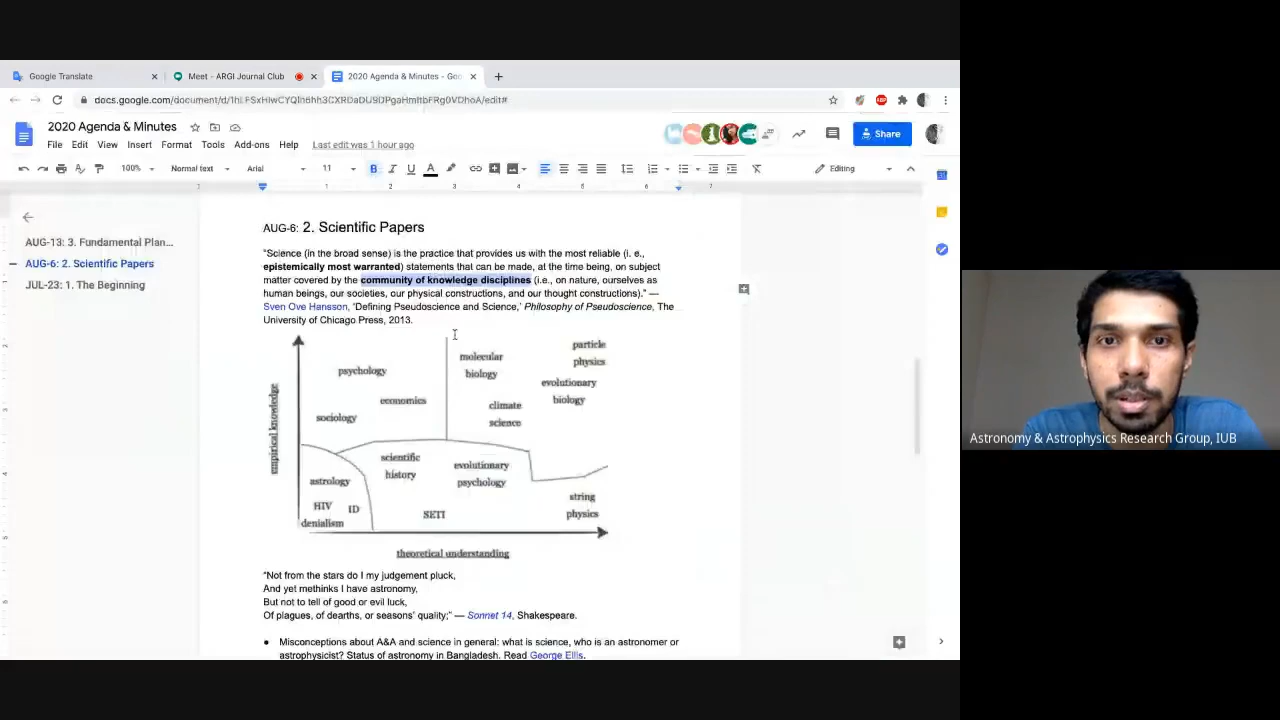 Google Translate
Meet - ARGI Journal Club
2020 Agenda & Minutes - Goo
2020 Agenda & Minutes
File Edit View Insert Format Tools Add-ons Help Last edit was 1 hour ago
Share
100% Normal text Arial 11 Editing
1 1 2 3 4 5 6 7
AUG-13: 3. Fundamental Plan...
AUG-6: 2. Scientific Papers
JUL-23: 1. The Beginning
AUG-6: 2. Scientific Papers
“Science (in the broad sense) is the practice that provides us with the most reliable (i. e.,
epistemically most warranted) statements that can be made, at the time being, on subject
matter covered by the community of knowledge disciplines (i.e., on nature, ourselves as
human beings, our societies, our physical constructions, and our thought constructions).” —
Sven Ove Hansson, ‘Defining Pseudoscience and Science,’ Philosophy of Pseudoscience, The
University of Chicago Press, 2013.
empirical knowledge
psychology
economics
sociology
molecular
biology
particle
physics
evolutionary
biology
climate
science
astrology
HIV ID
denialism
scientific
history
evolutionary
psychology
SETI
string
physics
theoretical understanding
“Not from the stars do I my judgement pluck,
And yet methinks I have astronomy,
But not to tell of good or evil luck,
Of plagues, of dearths, or seasons’ quality;” — Sonnet 14, Shakespeare.
● Misconceptions about A&A and science in general: what is science, who is an astronomer or
astrophysicist? Status of astronomy in Bangladesh. Read George Ellis.
Astronomy & Astrophysics Research Group, IUB